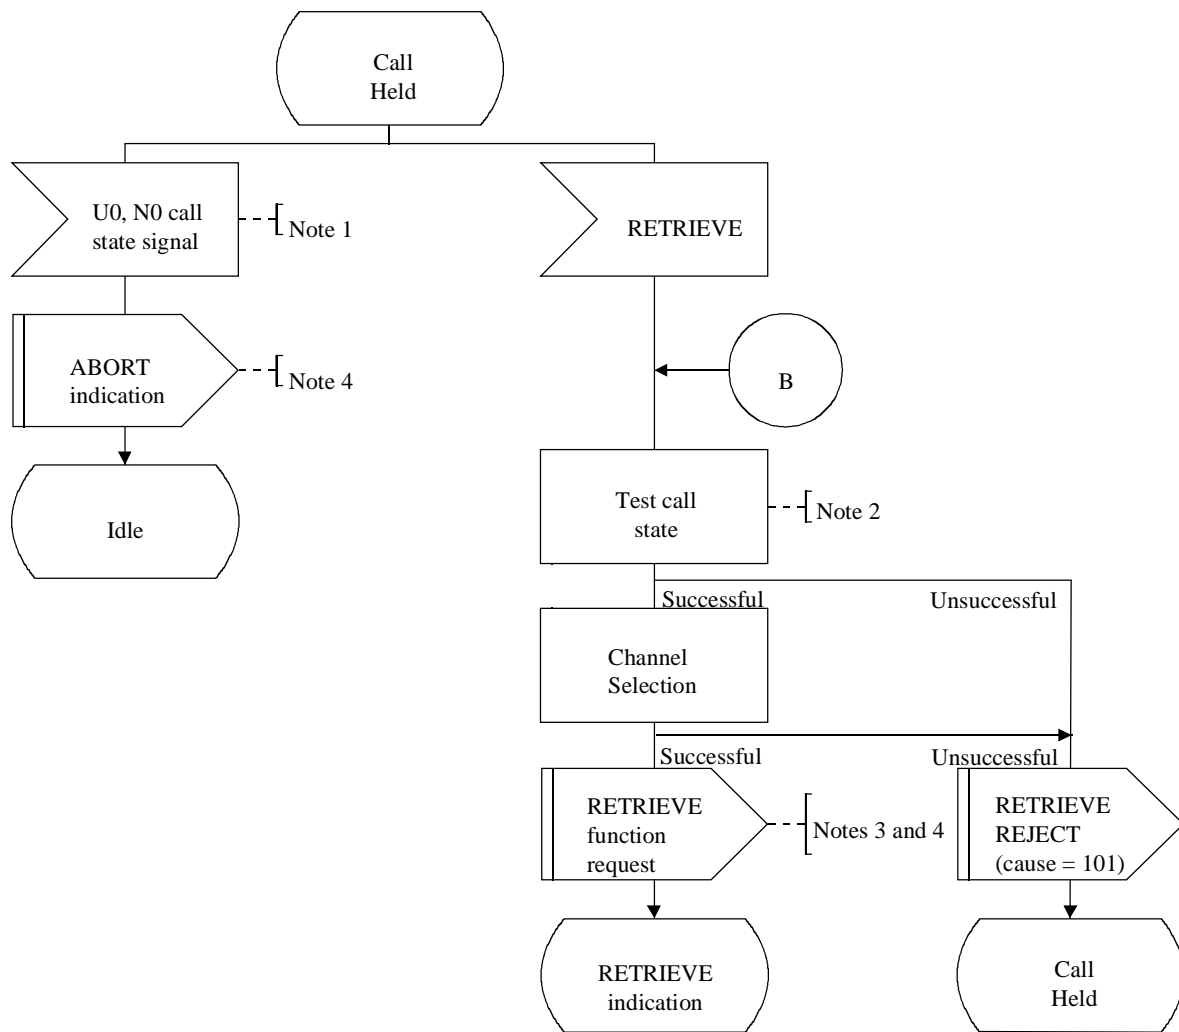 Call
Held
U0, N0 call
state signal
Note 1
RETRIEVE
ABORT
indication
Note 4
B
Idle
Test call
state
Note 2
Successful
Unsuccessful
Channel
Selection
Successful
Unsuccessful
RETRIEVE
function
request
Notes 3 and 4
RETRIEVE
REJECT
(cause = 101)
RETRIEVE
indication
Call
Held